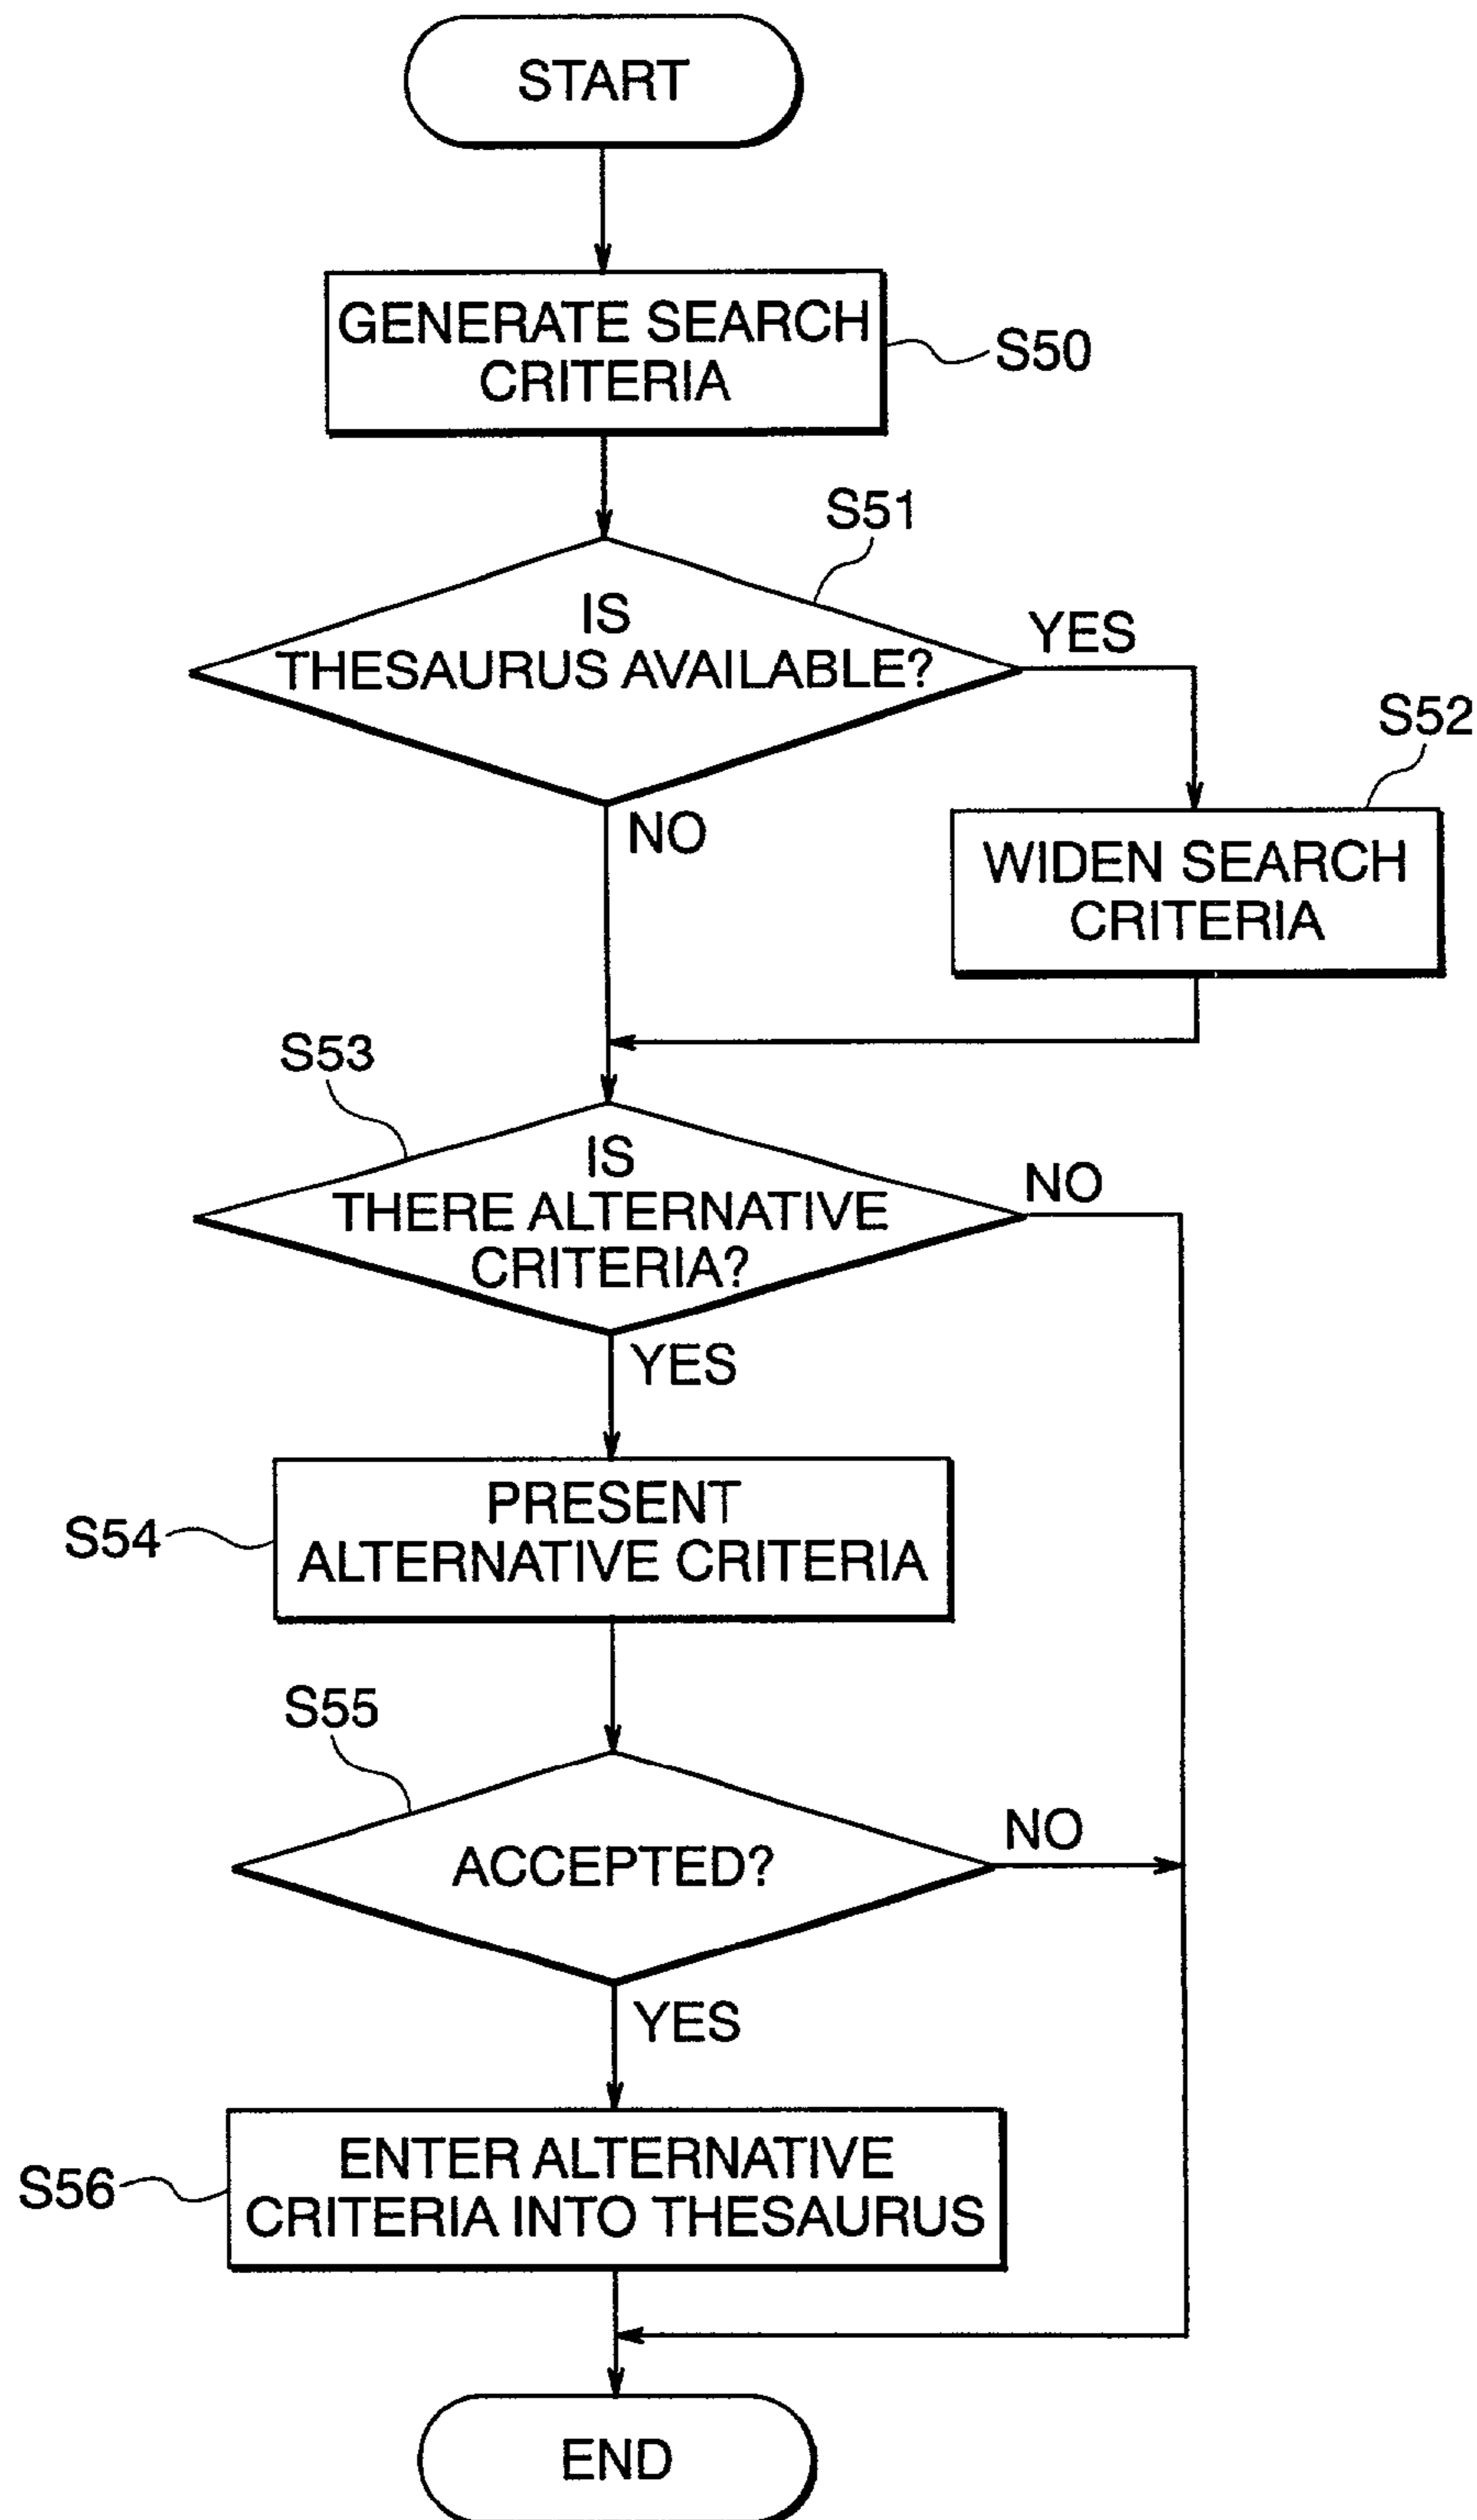 START
GENERATE SEARCH
CRITERIA
S50
S51
IS
THESAURUS AVAILABLE?
YES
S52
NO
WIDEN SEARCH
CRITERIA
S53
IS
THERE ALTERNATIVE
CRITERIA?
NO
YES
PRESENT
ALTERNATIVE CRITERIA
S54
S55
ACCEPTED?
NO
YES
ENTER ALTERNATIVE
CRITERIA INTO THESAURUS
S56
END